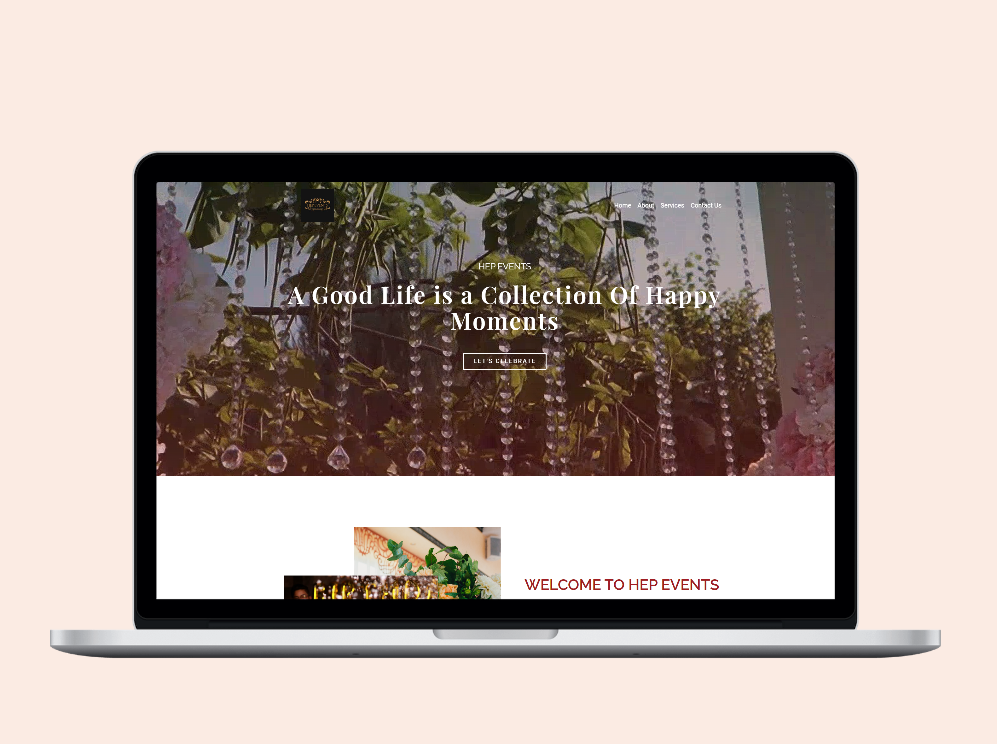 Home About Services Contact Us
HEP EVENTS
A Good Life is a Collection Of Happy
Moments
LET'S CELEBRATE
WELCOME TO HEP EVENTS